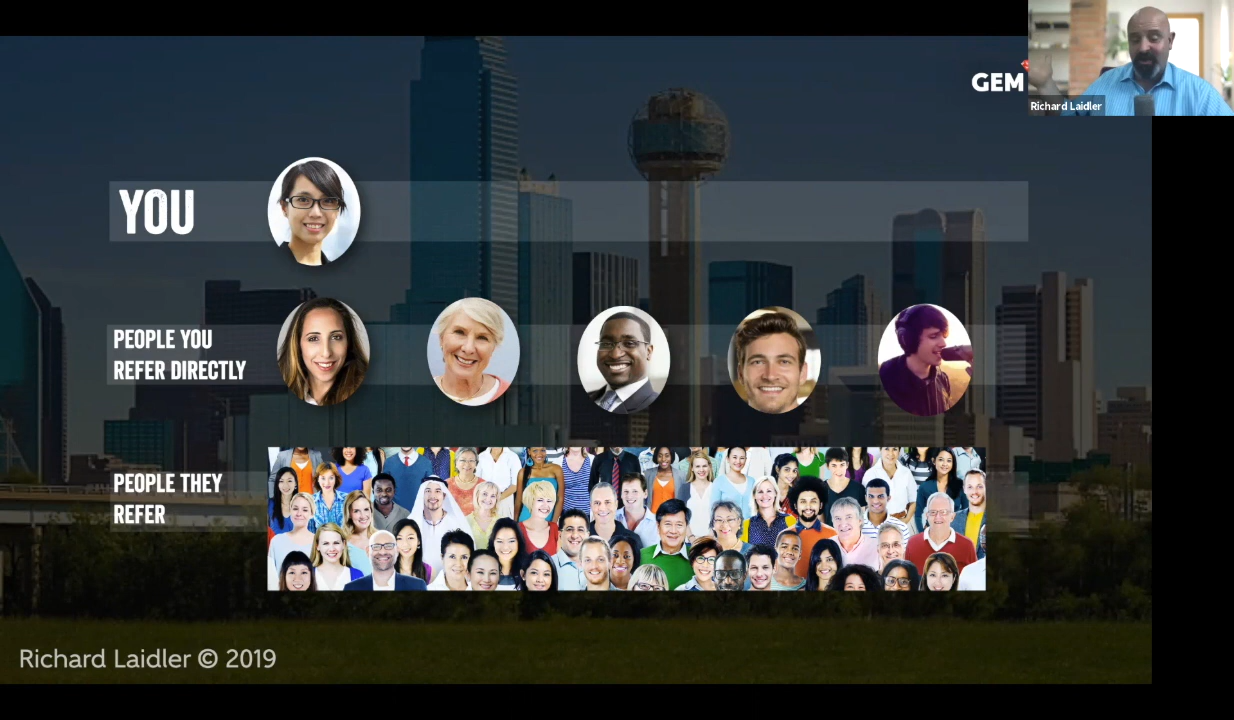 GEM
Richard Laidler
YOU
PEOPLE YOU
REFER DIRECTLY
PEOPLE THEY
REFER
Richard Laidler © 2019